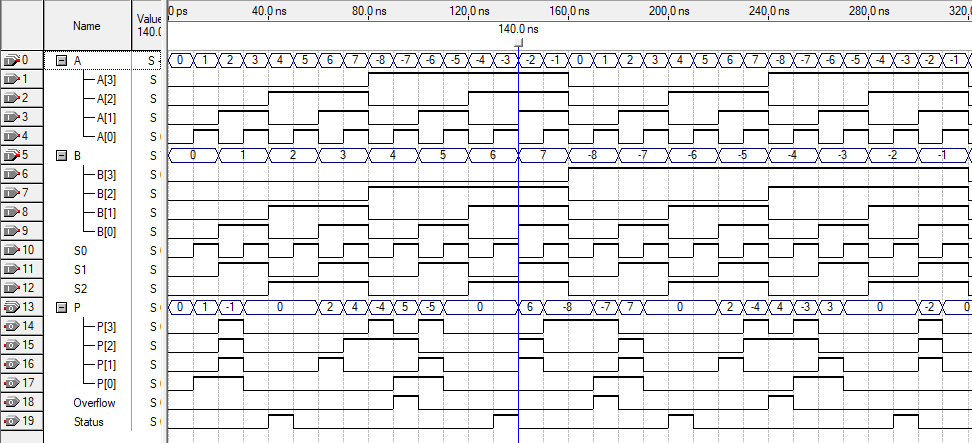 0 ps 40.0 ns 80.0 ns 120.0 ns 160.0 ns 200.0 ns 240.0 ns 280.0 ns 320.
Name Value
140.0
140.0 ns
0 A S 0 1 2 3 4 5 6 7 -8 -7 -6 -5 -4 -3 -2 -1 0 1 2 3 4 5 6 7 -8 -7 -6 -5 -4 -3 -2 -1
1 A[3] S
2 A[2] S
3 A[1] S
4 A[0] S
5 B S 0 1 2 3 4 5 6 7 -8 -7 -6 -5 -4 -3 -2 -1
6 B[3] S
7 B[2] S
8 B[1] S
9 B[0] S
10 S0 S
11 S1 S
12 S2 S
13 P S 0 1 -1 0 2 4 -4 5 -5 0 6 -8 -7 7 0 2 -4 4 -3 3 0 -2 0
14 P[3] S
15 P[2] S
16 P[1] S
17 P[0] S
18 Overflow S
19 Status S